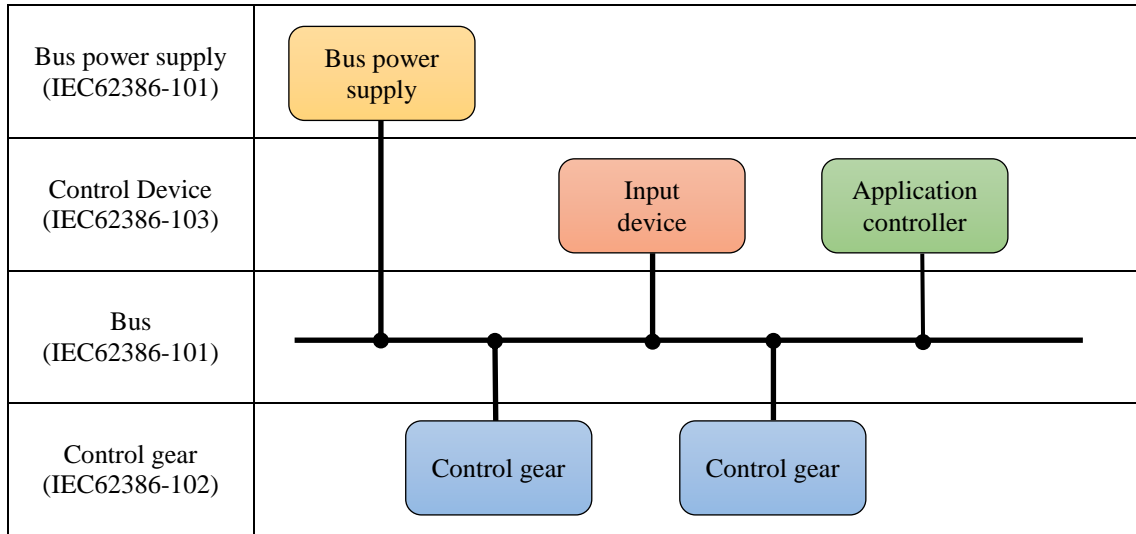 Bus power supply
(IEC62386-101)
Bus power
supply
Control Device
(IEC62386-103)
Input
device
Application
controller
Bus
(IEC62386-101)
Control gear
(IEC62386-102)
Control gear
Control gear